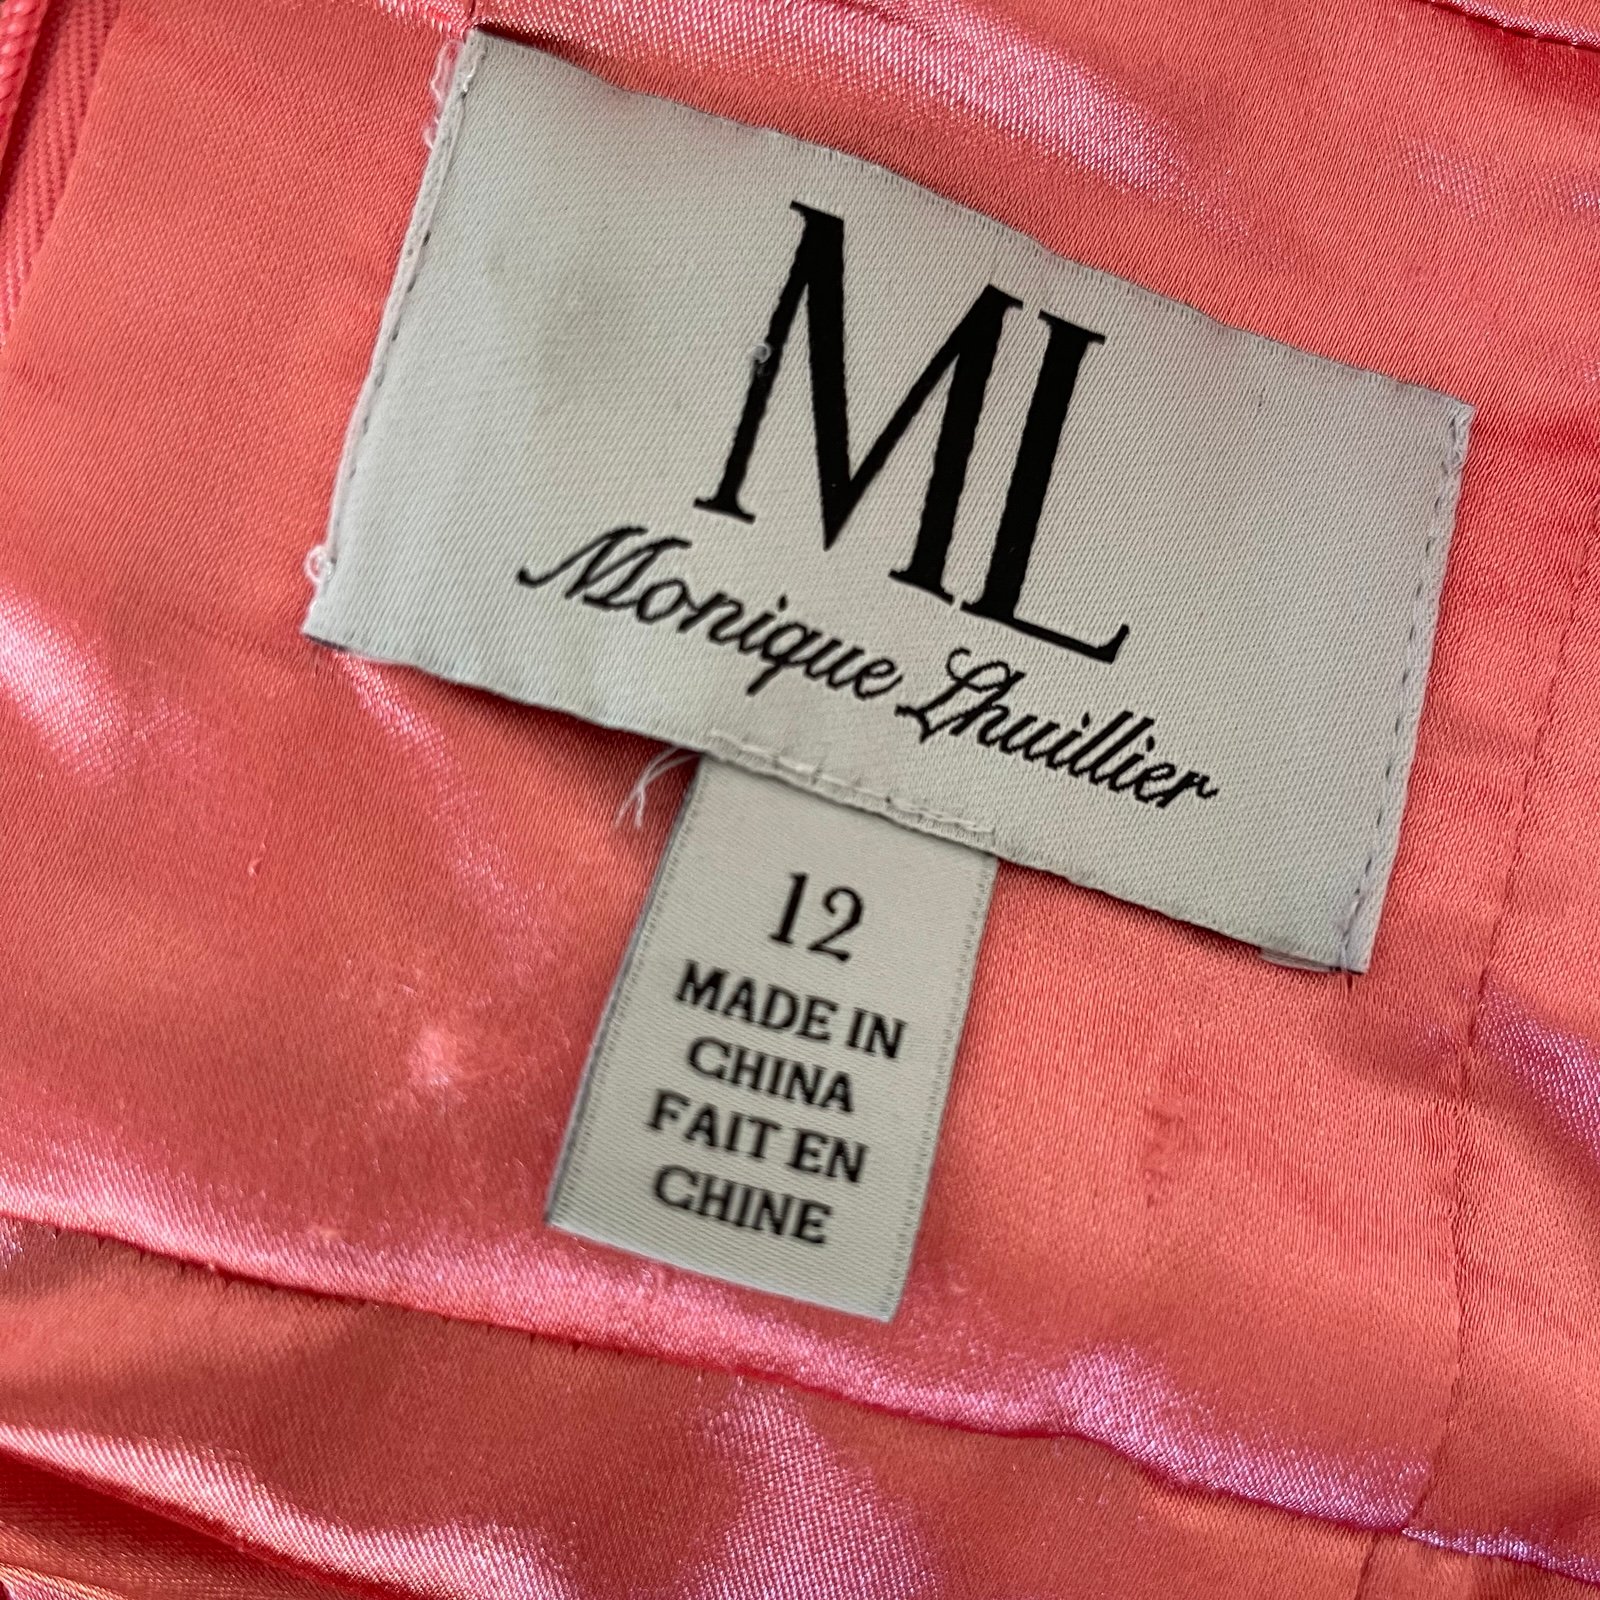 ML
Monique Lhuillier
12
MADE IN
CHINA
FAIT EN
CHINE